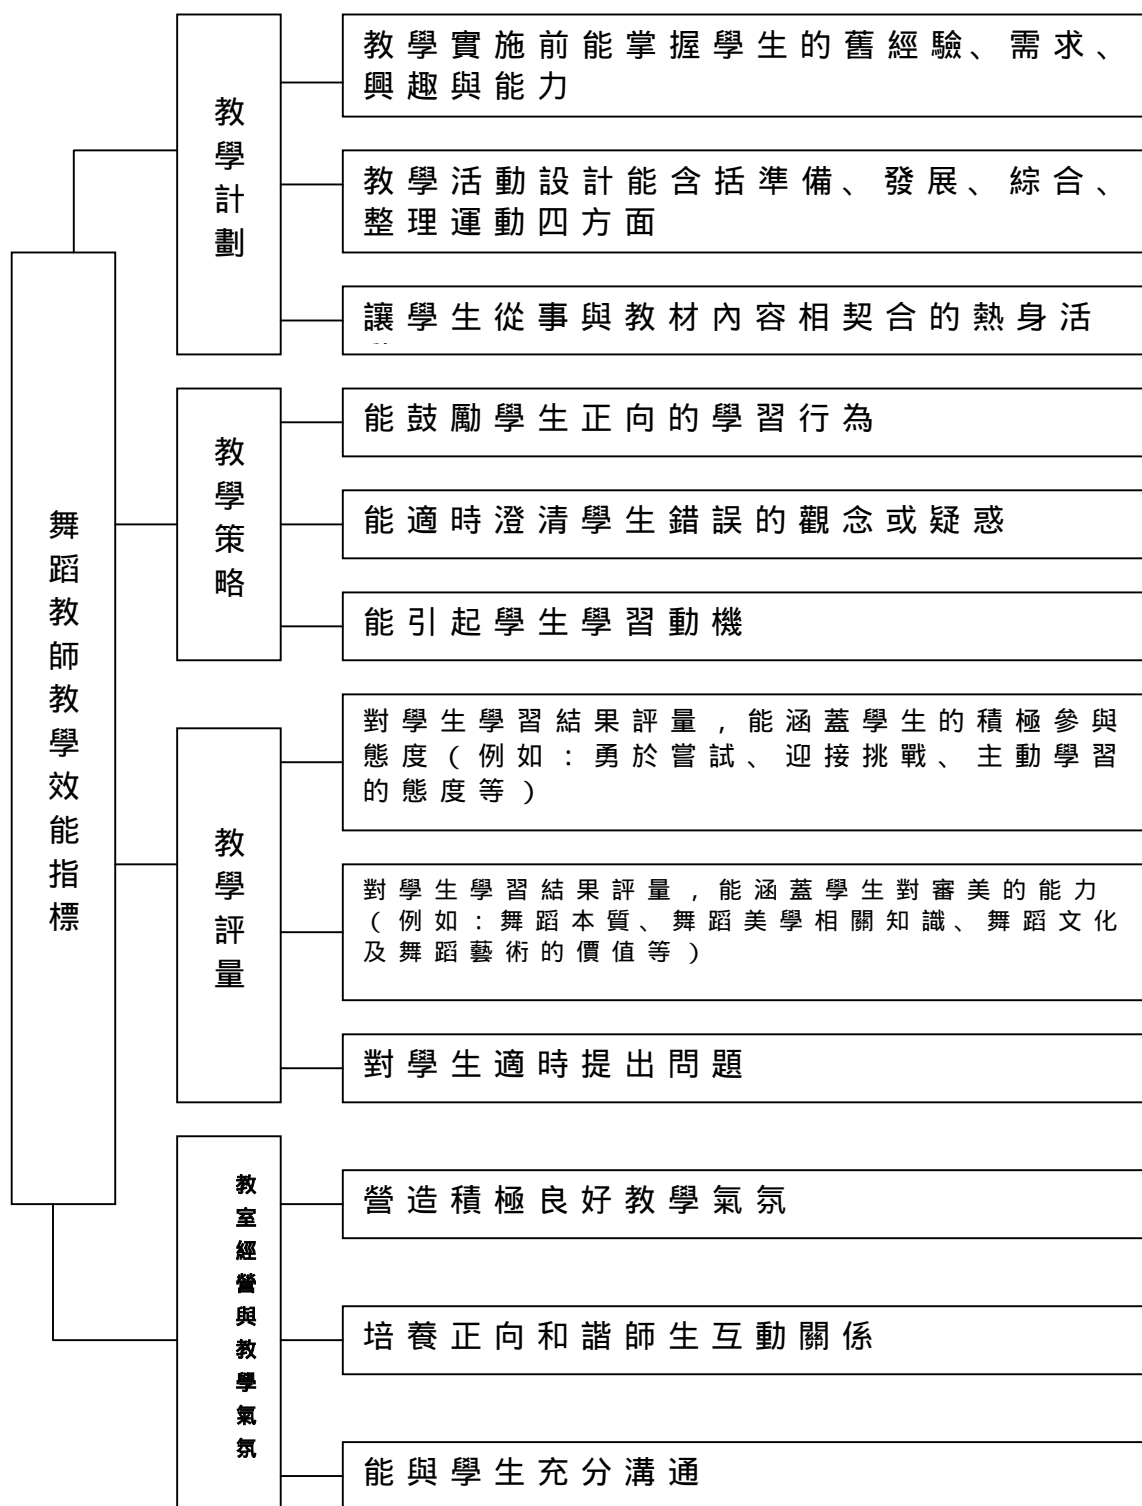 舞蹈教師教學效能指標
教學計劃
教學實施前能掌握學生的舊經驗、需求、
興趣與能力
教學活動設計能含括準備、發展、綜合、
整理運動四方面
讓學生從事與教材內容相契合的熱身活
教學策略
能鼓勵學生正向的學習行為
能適時澄清學生錯誤的觀念或疑惑
能引起學生學習動機
教學評量
對學生學習結果評量，能涵蓋學生的積極參與
態度（例如：勇於嘗試、迎接挑戰、主動學習
的態度等）
對學生學習結果評量，能涵蓋學生對審美的能力
（例如：舞蹈本質、舞蹈美學相關知識、舞蹈文化
及舞蹈藝術的價值等）
對學生適時提出問題
教室經營與教學氣氛
營造積極良好教學氣氛
培養正向和諧師生互動關係
能與學生充分溝通